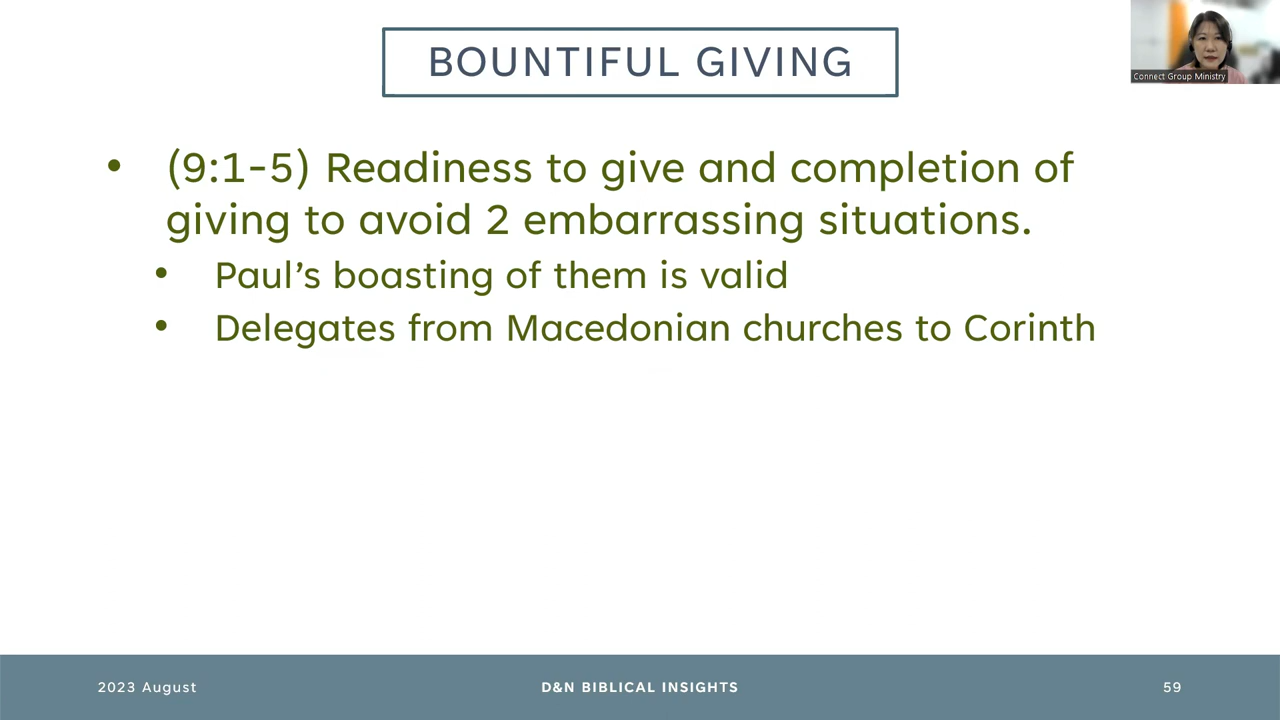 BOUNTIFUL GIVING
Connect Group Ministry
• (9:1-5) Readiness to give and completion of
giving to avoid 2 embarrassing situations.
• Paul’s boasting of them is valid
• Delegates from Macedonian churches to Corinth
2023 August
D&N BIBLICAL INSIGHTS
59